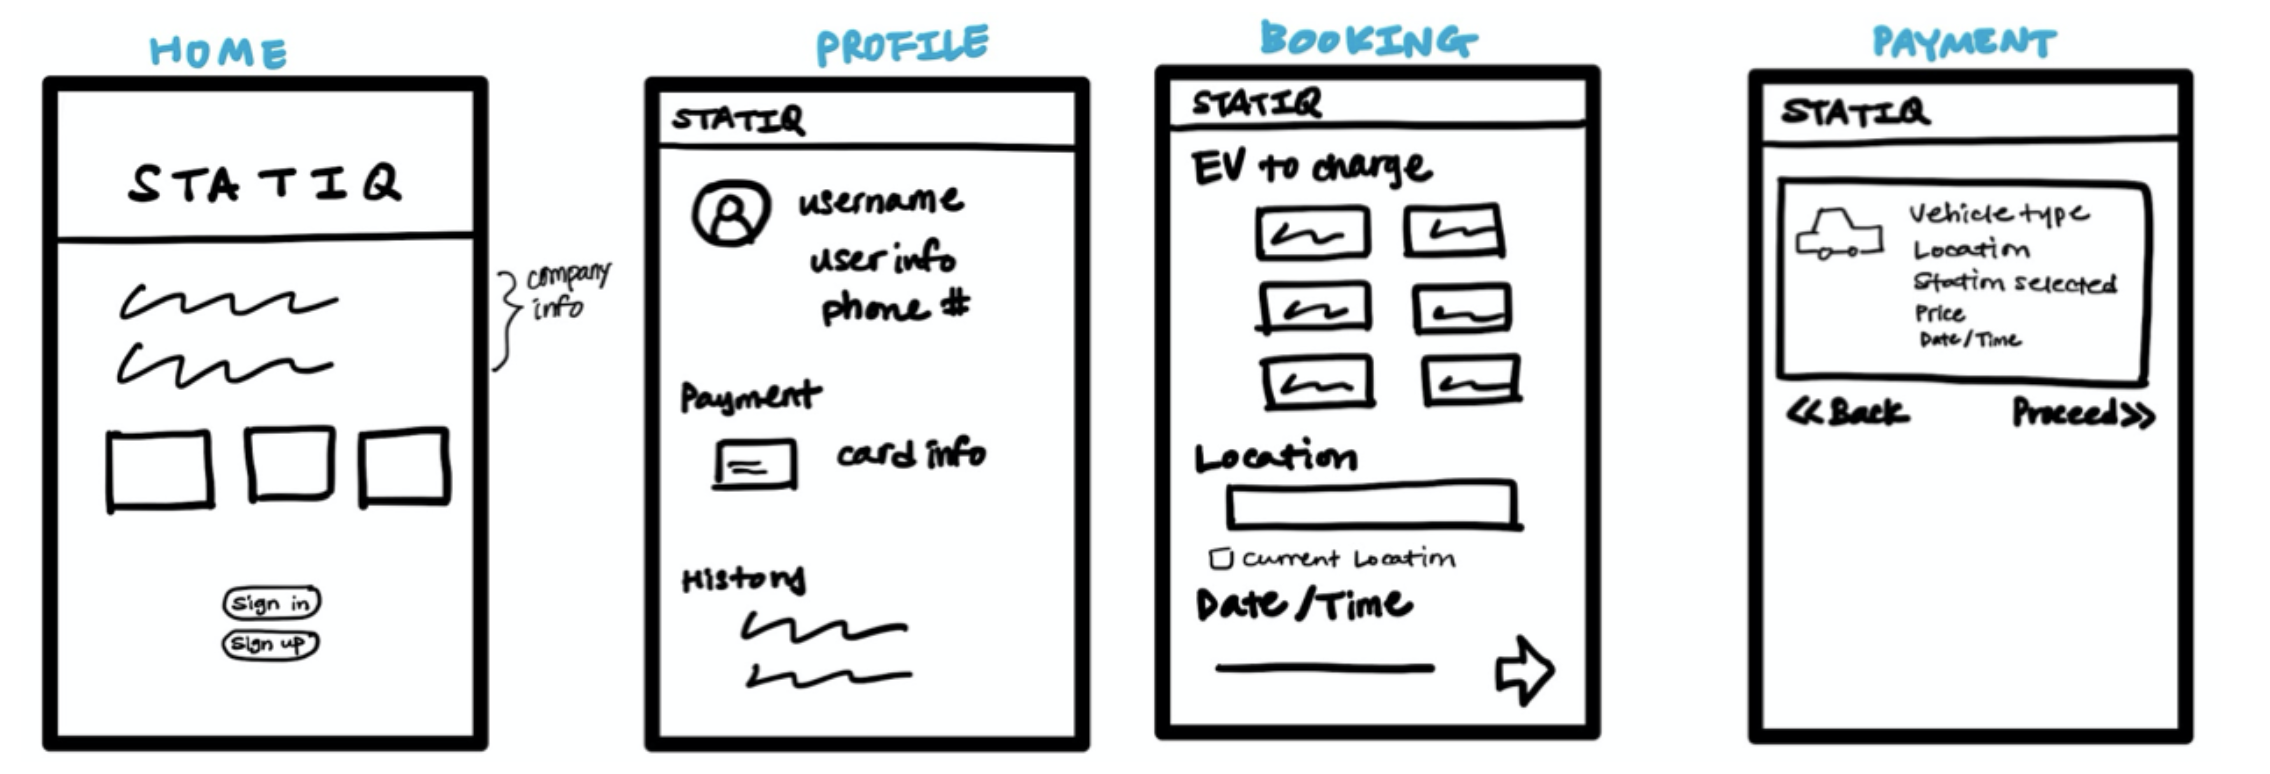 HOME
STATIQ
company
info
Sign in
Sign up
PROFILE
STATIQ
username
user info
phone #
Payment
card info
History
BOOKING
STATIQ
EV to charge
Location
Current Location
Date/Time
PAYMENT
STATIQ
Vehicle type
Location
Station selected
Price
Date/Time
<< Back
Proceed >>